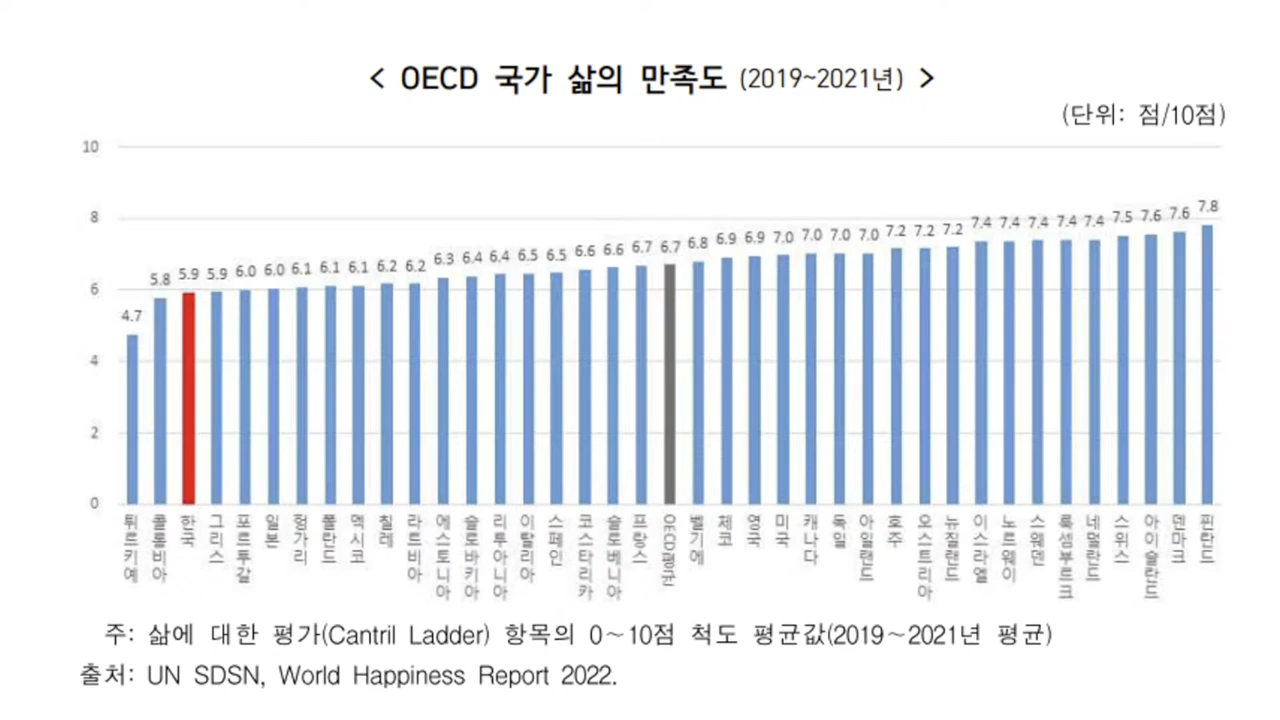 < OECD 국가 삶의 만족도 (2019~2021년) >
(단위: 점/10점)
10
8
6
4
2
0
4.7 5.8 5.9 5.9 6.0 6.0 6.1 6.1 6.1 6.2 6.2 6.3 6.4 6.4 6.5 6.5 6.6 6.6 6.7 6.7 6.8 6.9 6.9 7.0 7.0 7.0 7.0 7.2 7.2 7.2 7.4 7.4 7.4 7.4 7.4 7.5 7.6 7.6 7.8
튀르키예 콜롬비아 한국 그리스 포르투갈 일본 헝가리 폴란드 멕시코 칠레 라트비아 에스토니아 슬로바키아 리투아니아 이탈리아 스페인 코스타리카 슬로베니아 프랑스 OECD평균 벨기에 체코 영국 미국 캐나다 독일 아일랜드 호주 오스트리아 뉴질랜드 이스라엘 노르웨이 스웨덴 룩셈부르크 네덜란드 스위스 아이슬란드 덴마크 핀란드
주: 삶에 대한 평가(Cantril Ladder) 항목의 0~10점 척도 평균값(2019~2021년 평균)
출처: UN SDSN, World Happiness Report 2022.